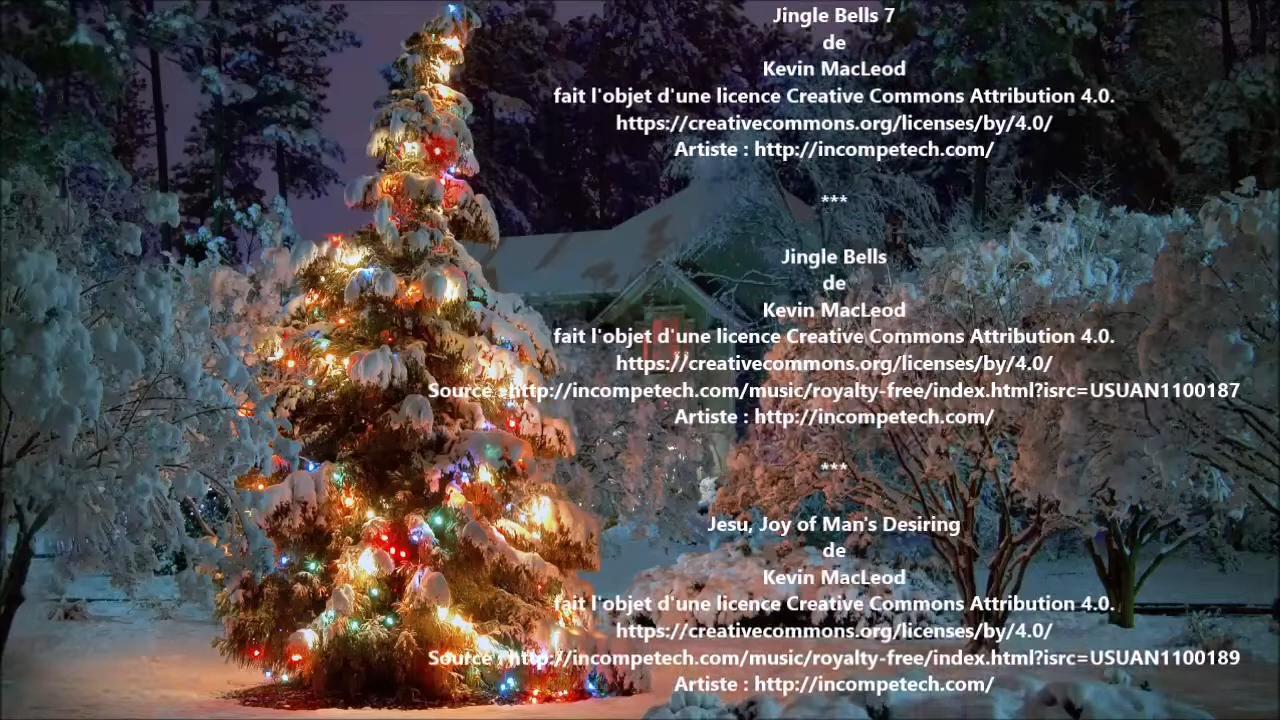 Jingle Bells 7
de
Kevin MacLeod
fait l'objet d'une licence Creative Commons Attribution 4.0.
https://creativecommons.org/licenses/by/4.0/
Artiste : http://incompetech.com/
***
Jingle Bells
de
Kevin MacLeod
fait l'objet d'une licence Creative Commons Attribution 4.0.
https://creativecommons.org/licenses/by/4.0/
Source : http://incompetech.com/music/royalty-free/index.html?isrc=USUAN1100187
Artiste : http://incompetech.com/
***
Jesu, Joy of Man's Desiring
de
Kevin MacLeod
fait l'objet d'une licence Creative Commons Attribution 4.0.
https://creativecommons.org/licenses/by/4.0/
Source : http://incompetech.com/music/royalty-free/index.html?isrc=USUAN1100189
Artiste : http://incompetech.com/